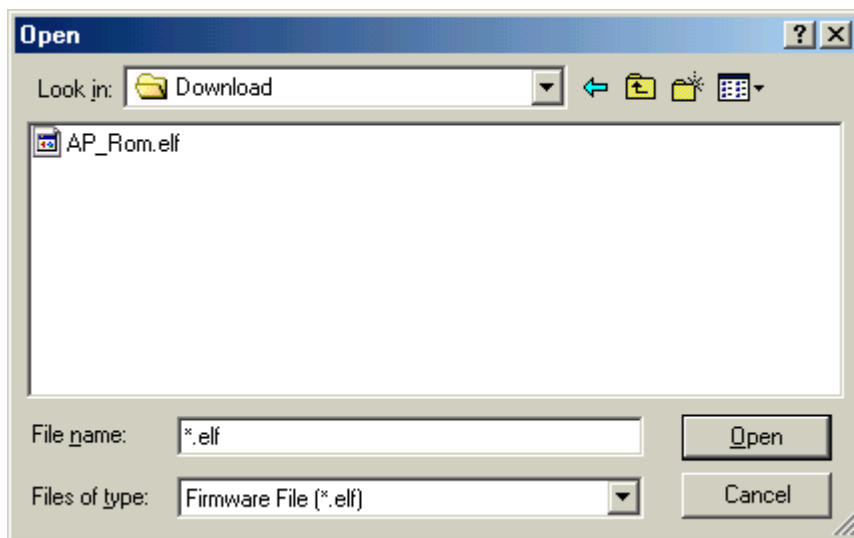 Open
Look in: Download
AP_Rom.elf
File name: *.elf Open
Files of type: Firmware File (*.elf) Cancel